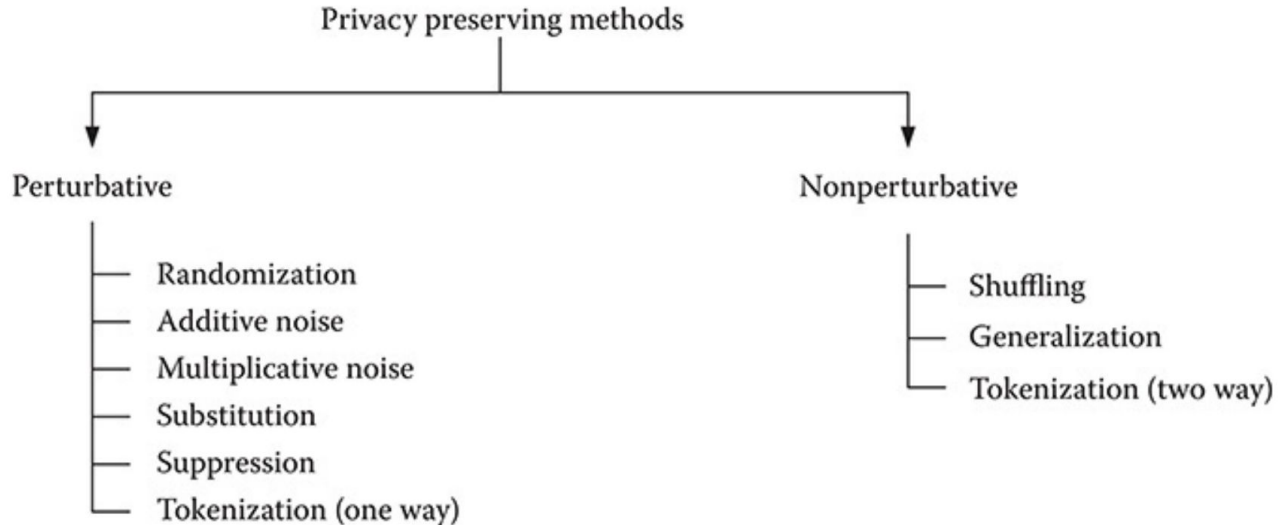 Privacy preserving methods
Perturbative
Randomization
Additive noise
Multiplicative noise
Substitution
Suppression
Tokenization (one way)
Nonperturbative
Shuffling
Generalization
Tokenization (two way)